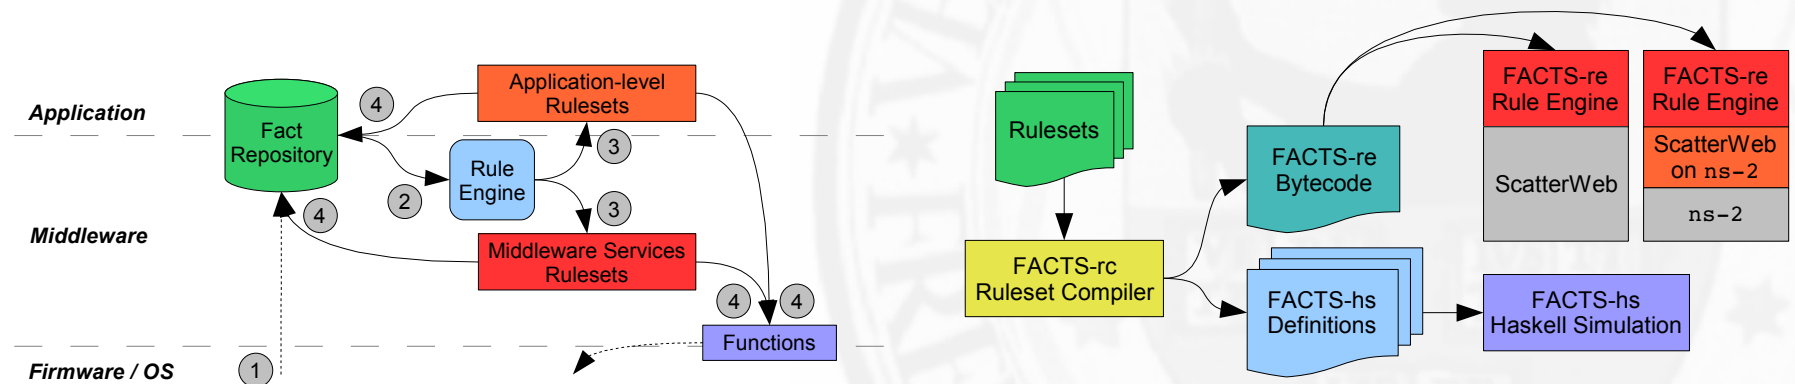 Application
Middleware
Firmware / OS
Fact
Repository
4
2
Rule
Engine
3
3
Application-level
Rulesets
Middleware Services
Rulesets
4
4
4
Functions
1
Rulesets
FACTS-rc
Ruleset Compiler
FACTS-re
Bytecode
FACTS-hs
Definitions
FACTS-re
Rule Engine
ScatterWeb
FACTS-re
Rule Engine
ScatterWeb
on ns-2
ns-2
FACTS-hs
Haskell Simulation